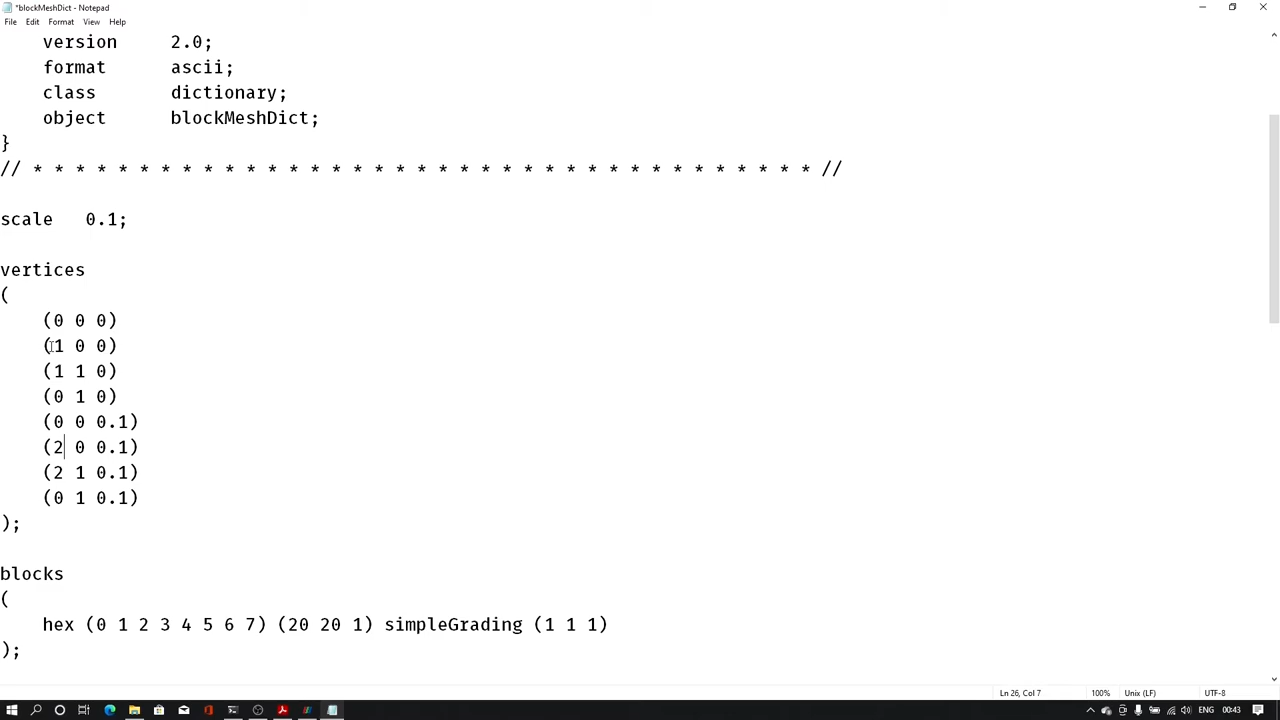 *blockMeshDict - Notepad
File Edit Format View Help
version 2.0;
format ascii;
class dictionary;
object blockMeshDict;
}
// * * * * * * * * * * * * * * * * * * * * * * * * * * * * * * * * * * * * * //
scale 0.1;
vertices
(
(0 0 0)
(1 0 0)
(1 1 0)
(0 1 0)
(0 0 0.1)
(2 0 0.1)
(2 1 0.1)
(0 1 0.1)
);
blocks
(
hex (0 1 2 3 4 5 6 7) (20 20 1) simpleGrading (1 1 1)
);
Ln 26, Col 7 100% Unix (LF) UTF-8
ENG 00:43